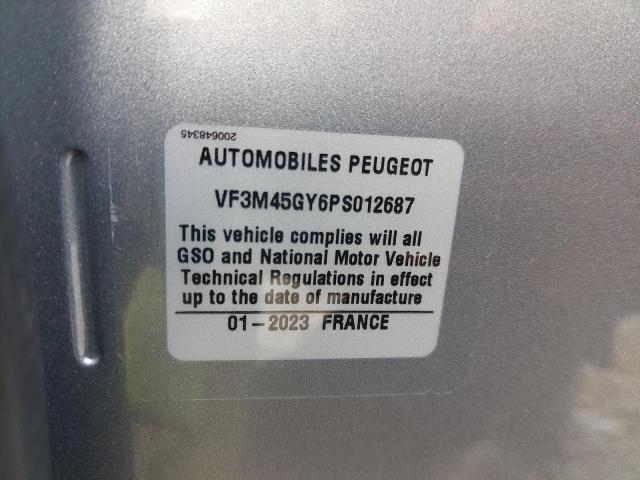 200648345
AUTOMOBILES PEUGEOT
VF3M45GY6PS012687
This vehicle complies will all
GSO and National Motor Vehicle
Technical Regulations in effect
up to the date of manufacture
01-2023 FRANCE